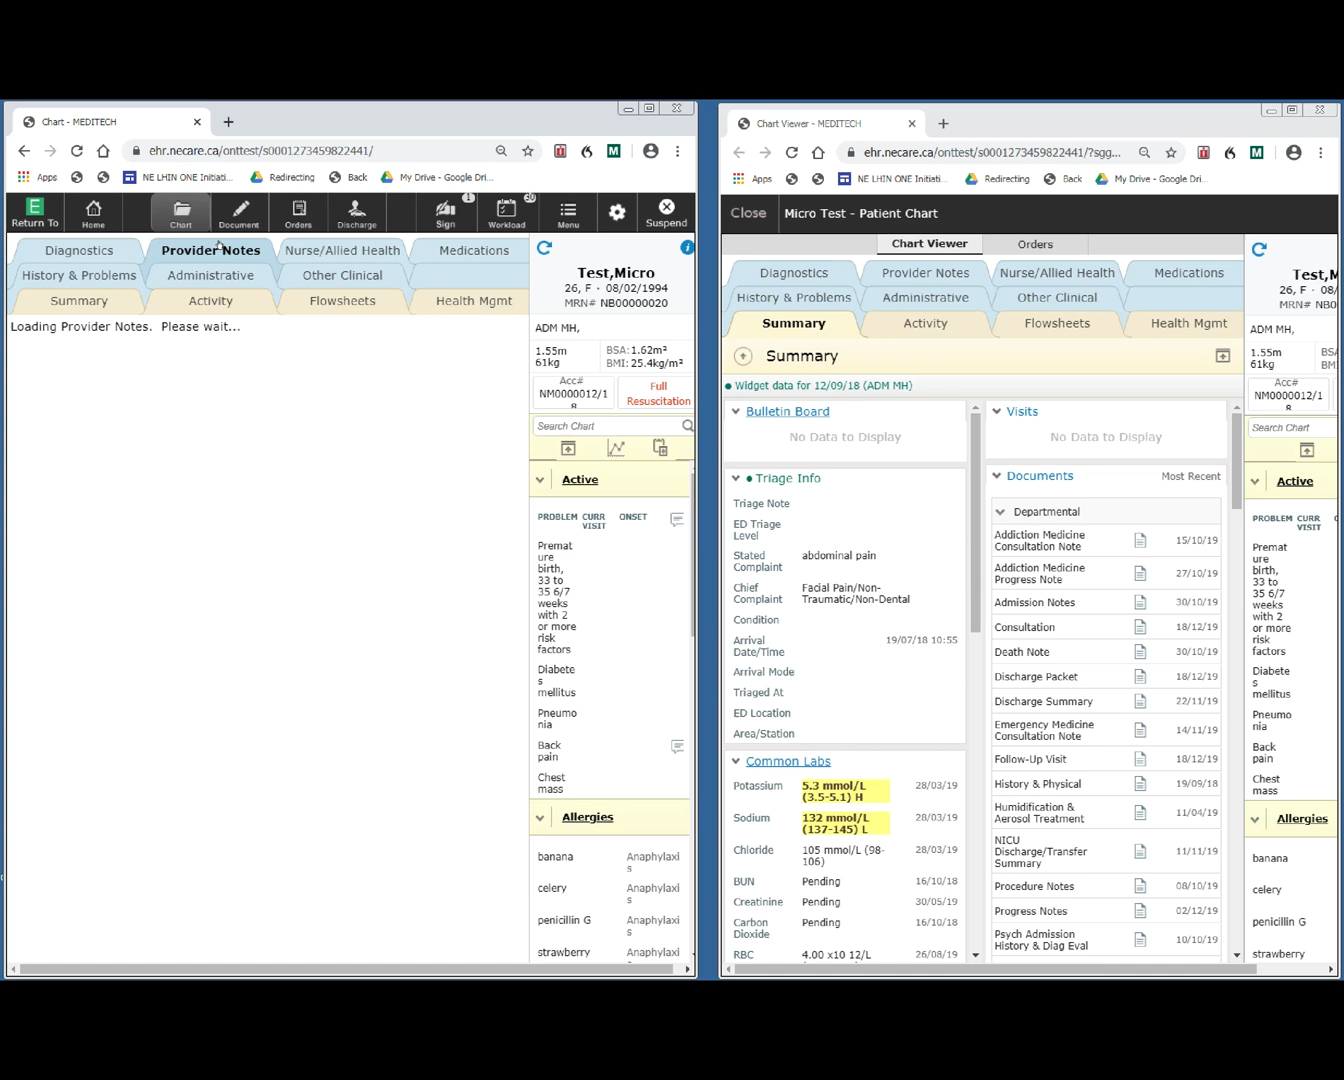 Chart - MEDITECH
ehr.necare.ca/onttest/s0001273459822441/
Apps
NE LHIN ONE Initiati...
Redirecting
Back
My Drive - Google Dri...
E
Return To
Home
Chart
Document
Orders
Discharge
1
Sign
60
Workload
Menu
Suspend
Diagnostics
Provider Notes
Nurse/Allied Health
Medications
History & Problems
Administrative
Other Clinical
Summary
Activity
Flowsheets
Health Mgmt
Loading Provider Notes. Please wait...
Test,Micro
26, F · 08/02/1994
MRN# NB00000020
ADM MH,
1.55m
61kg
BSA: 1.62m²
BMI: 25.4kg/m²
Acc#
NM0000012/1
8
Full
Resuscitation
Search Chart
Active
PROBLEM CURR VISIT ONSET
Premat
ure
birth,
33 to
35 6/7
weeks
with 2
or more
risk
factors
Diabete
s
mellitus
Pneumo
nia
Back
pain
Chest
mass
Allergies
banana Anaphylaxi
s
celery Anaphylaxi
s
penicillin G Anaphylaxi
s
strawberry Anaphylaxi
Chart Viewer - MEDITECH
ehr.necare.ca/onttest/s0001273459822441/?sgg...
Apps
NE LHIN ONE Initiati...
Redirecting
Back
My Drive - Google Dri...
Close
Micro Test - Patient Chart
Chart Viewer
Orders
Diagnostics
Provider Notes
Nurse/Allied Health
Medications
History & Problems
Administrative
Other Clinical
Summary
Activity
Flowsheets
Health Mgmt
Summary
Widget data for 12/09/18 (ADM MH)
Bulletin Board
No Data to Display
Triage Info
Triage Note
ED Triage
Level
Stated
Complaint
abdominal pain
Chief
Complaint
Facial Pain/Non-
Traumatic/Non-Dental
Condition
Arrival
Date/Time
19/07/18 10:55
Arrival Mode
Triaged At
ED Location
Area/Station
Common Labs
Potassium
5.3 mmol/L
(3.5-5.1) H
28/03/19
Sodium
132 mmol/L
(137-145) L
28/03/19
Chloride
105 mmol/L (98-
106)
28/03/19
BUN Pending 16/10/18
Creatinine Pending 30/05/19
Carbon
Dioxide
Pending 16/10/18
RBC 4.00 x10 12/L 26/08/19
Visits
No Data to Display
Documents
Most Recent
Departmental
Addiction Medicine
Consultation Note
15/10/19
Addiction Medicine
Progress Note
27/10/19
Admission Notes 30/10/19
Consultation 18/12/19
Death Note 30/10/19
Discharge Packet 18/12/19
Discharge Summary 22/11/19
Emergency Medicine
Consultation Note
14/11/19
Follow-Up Visit 18/12/19
History & Physical 19/09/18
Humidification &
Aerosol Treatment
11/04/19
NICU
Discharge/Transfer
Summary
11/11/19
Procedure Notes 08/10/19
Progress Notes 02/12/19
Psych Admission
History & Diag Eval
10/10/19
Test,M
26, F · 08/
MRN# NB0
ADM MH,
1.55m
61kg
BSA
BMI
Acc#
NM0000012/1
8
Search Chart
Active
PROBLEM CURR VISIT
Premat
ure
birth,
33 to
35 6/7
weeks
with 2
or more
risk
factors
Diabete
s
mellitus
Pneumo
nia
Back
pain
Chest
mass
Allergies
banana
celery
penicillin G
strawberry